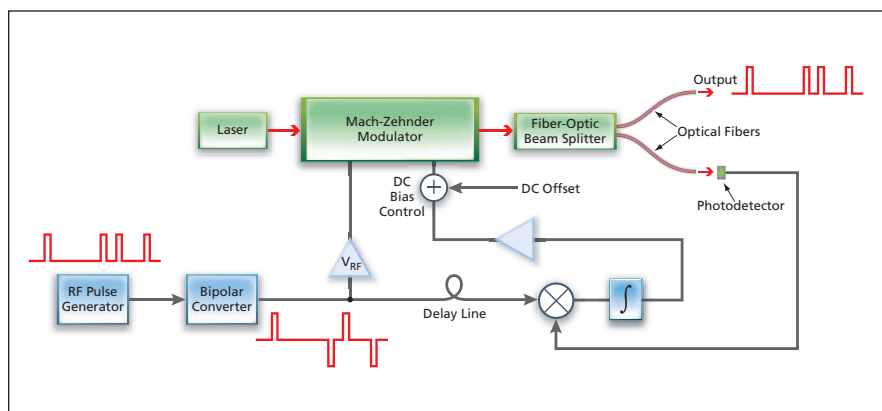 Output
Laser
Mach-Zehnder
Modulator
Fiber-Optic
Beam Splitter
Optical Fibers
DC
Bias
Control
DC Offset
Photodetector
V_RF
RF Pulse
Generator
Bipolar
Converter
Delay Line
∫